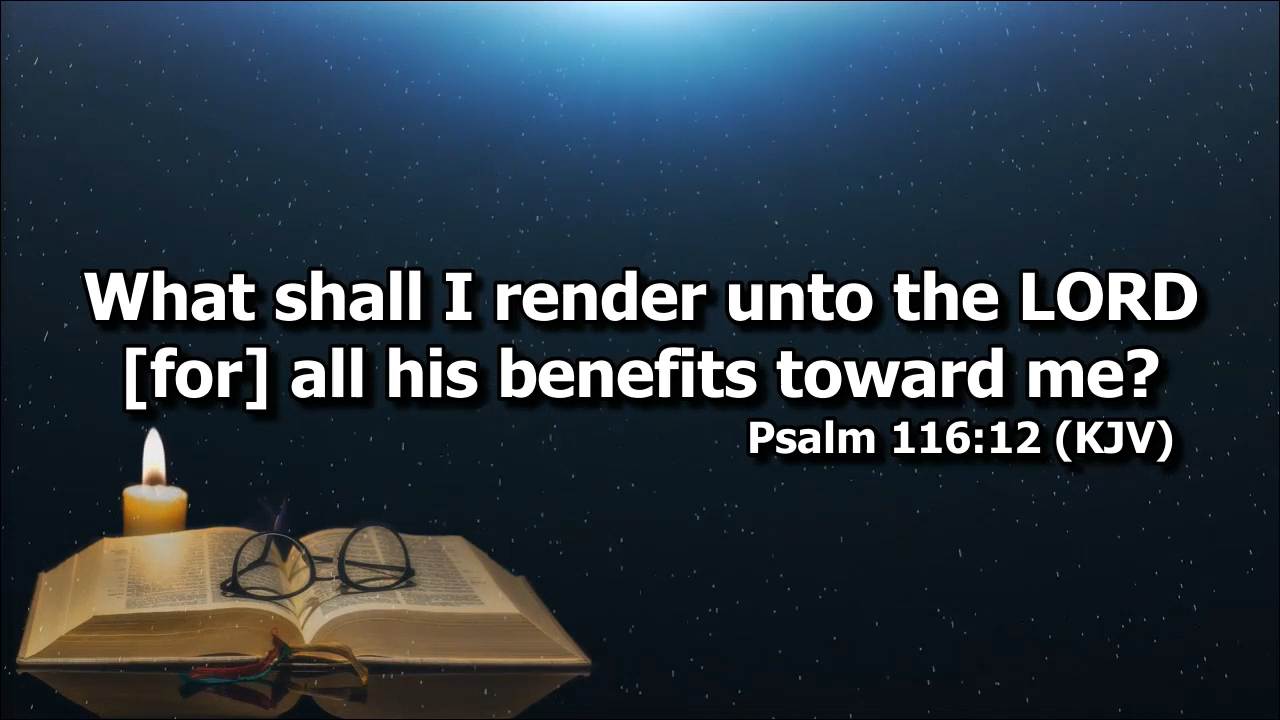 What shall I render unto the LORD
[for] all his benefits toward me?
Psalm 116:12 (KJV)